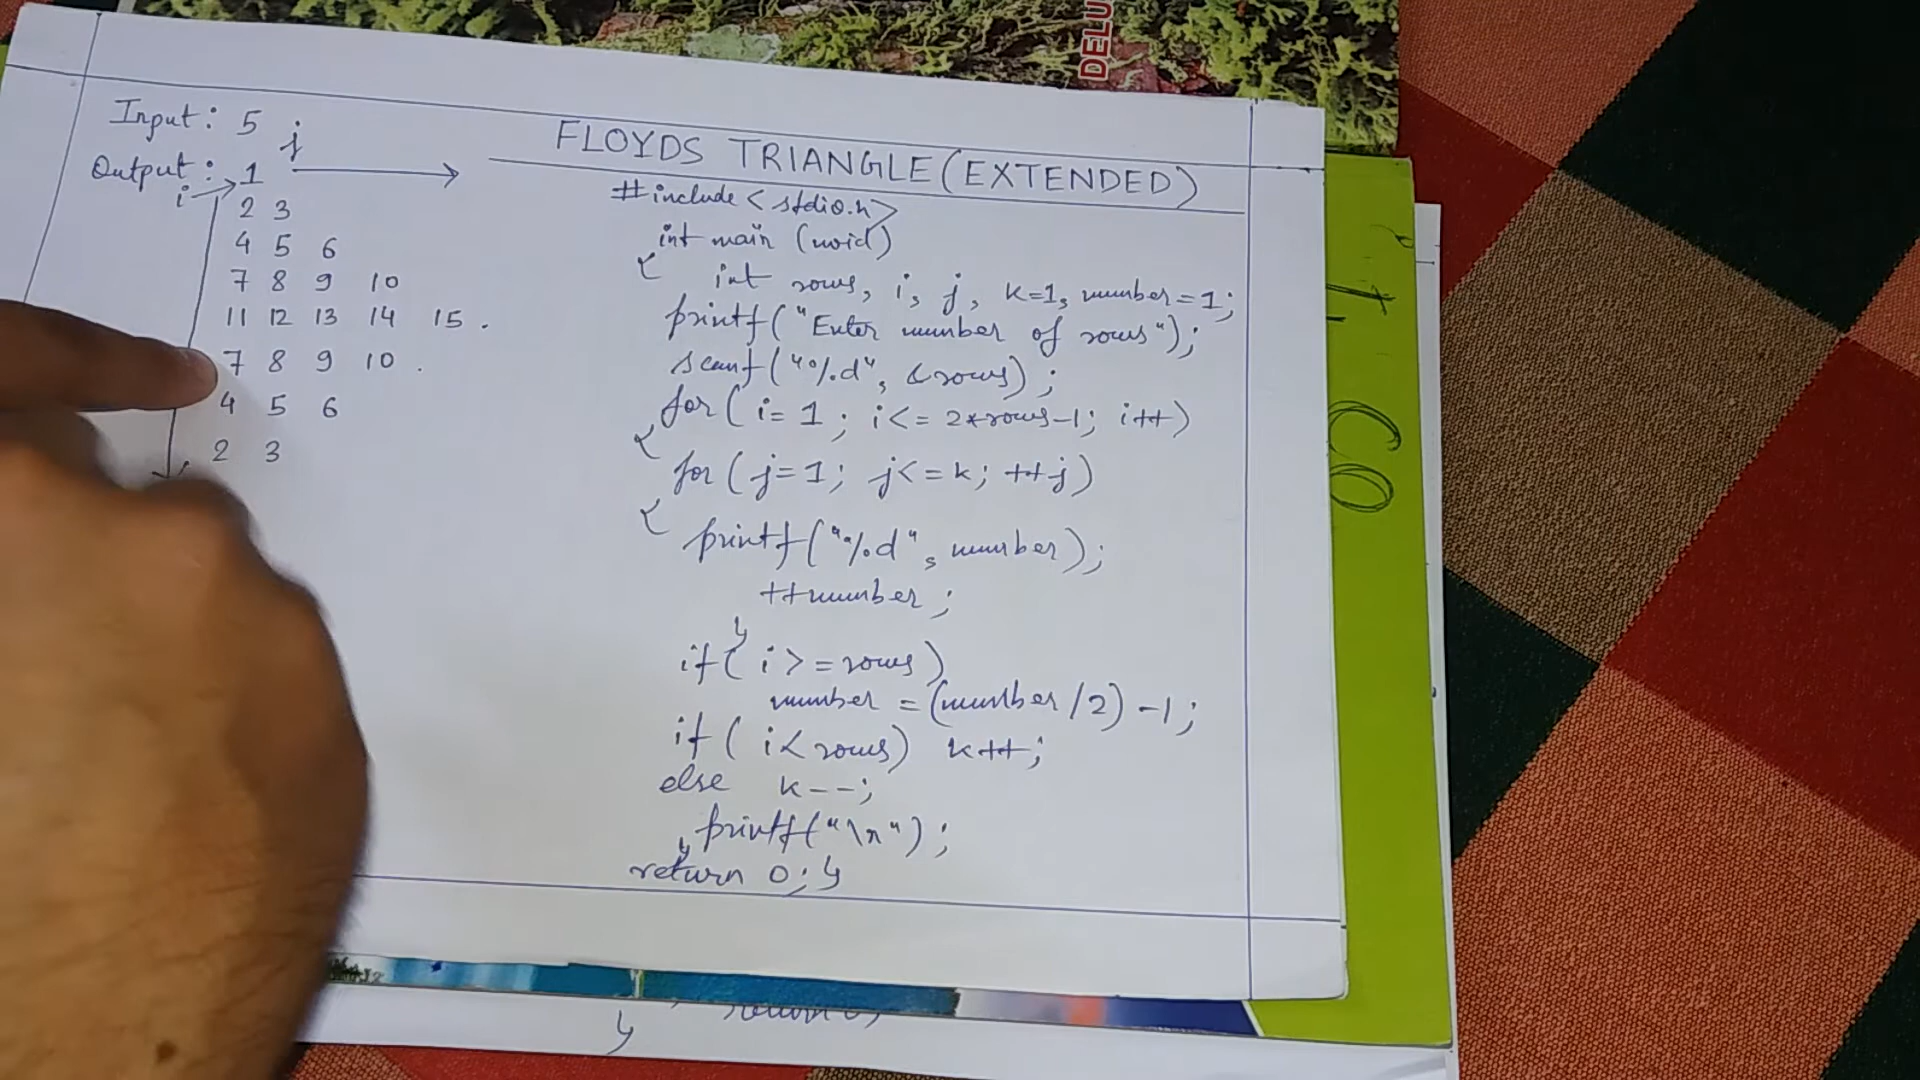 DELU
Input: 5
j
Output: 1
i
2 3
4 5 6
7 8 9 10
11 12 13 14 15 .
7 8 9 10 .
4 5 6
2 3
FLOYDS TRIANGLE (EXTENDED)
#include < stdio.h>
int main (void)
{ int rows, i, j, k=1, number=1;
printf("Enter number of rows");
scanf("%d", &rows);
for( i= 1; i<= 2*rows-1; i++)
{
for ( j=1; j<=k; ++j)
{
printf("%d", number);
++number;
}
if( i>=rows)
number = (number/2) -1;
if( i<rows) k++;
else k--;
printf("\n");
}
return 0; }
CO
}